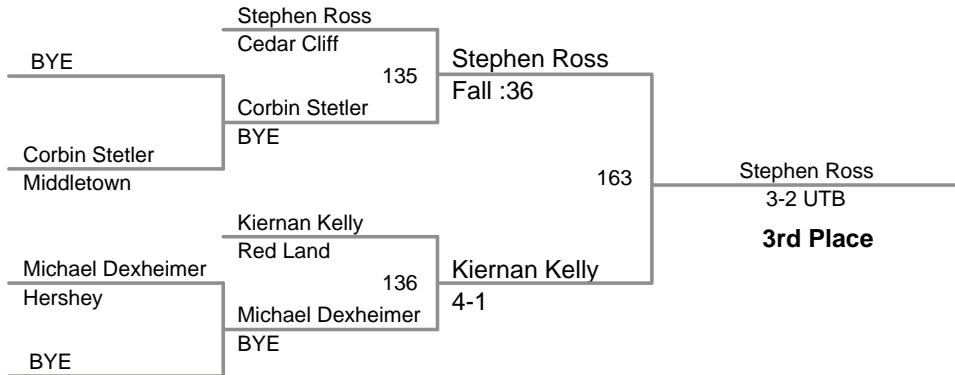 Stephen Ross
Cedar Cliff
BYE
135
Stephen Ross
Fall :36
Corbin Stetler
BYE
Corbin Stetler
Middletown
163
Stephen Ross
3-2 UTB
3rd Place
Kiernan Kelly
Red Land
Michael Dexheimer
Hershey
136
Kiernan Kelly
4-1
Michael Dexheimer
BYE
BYE